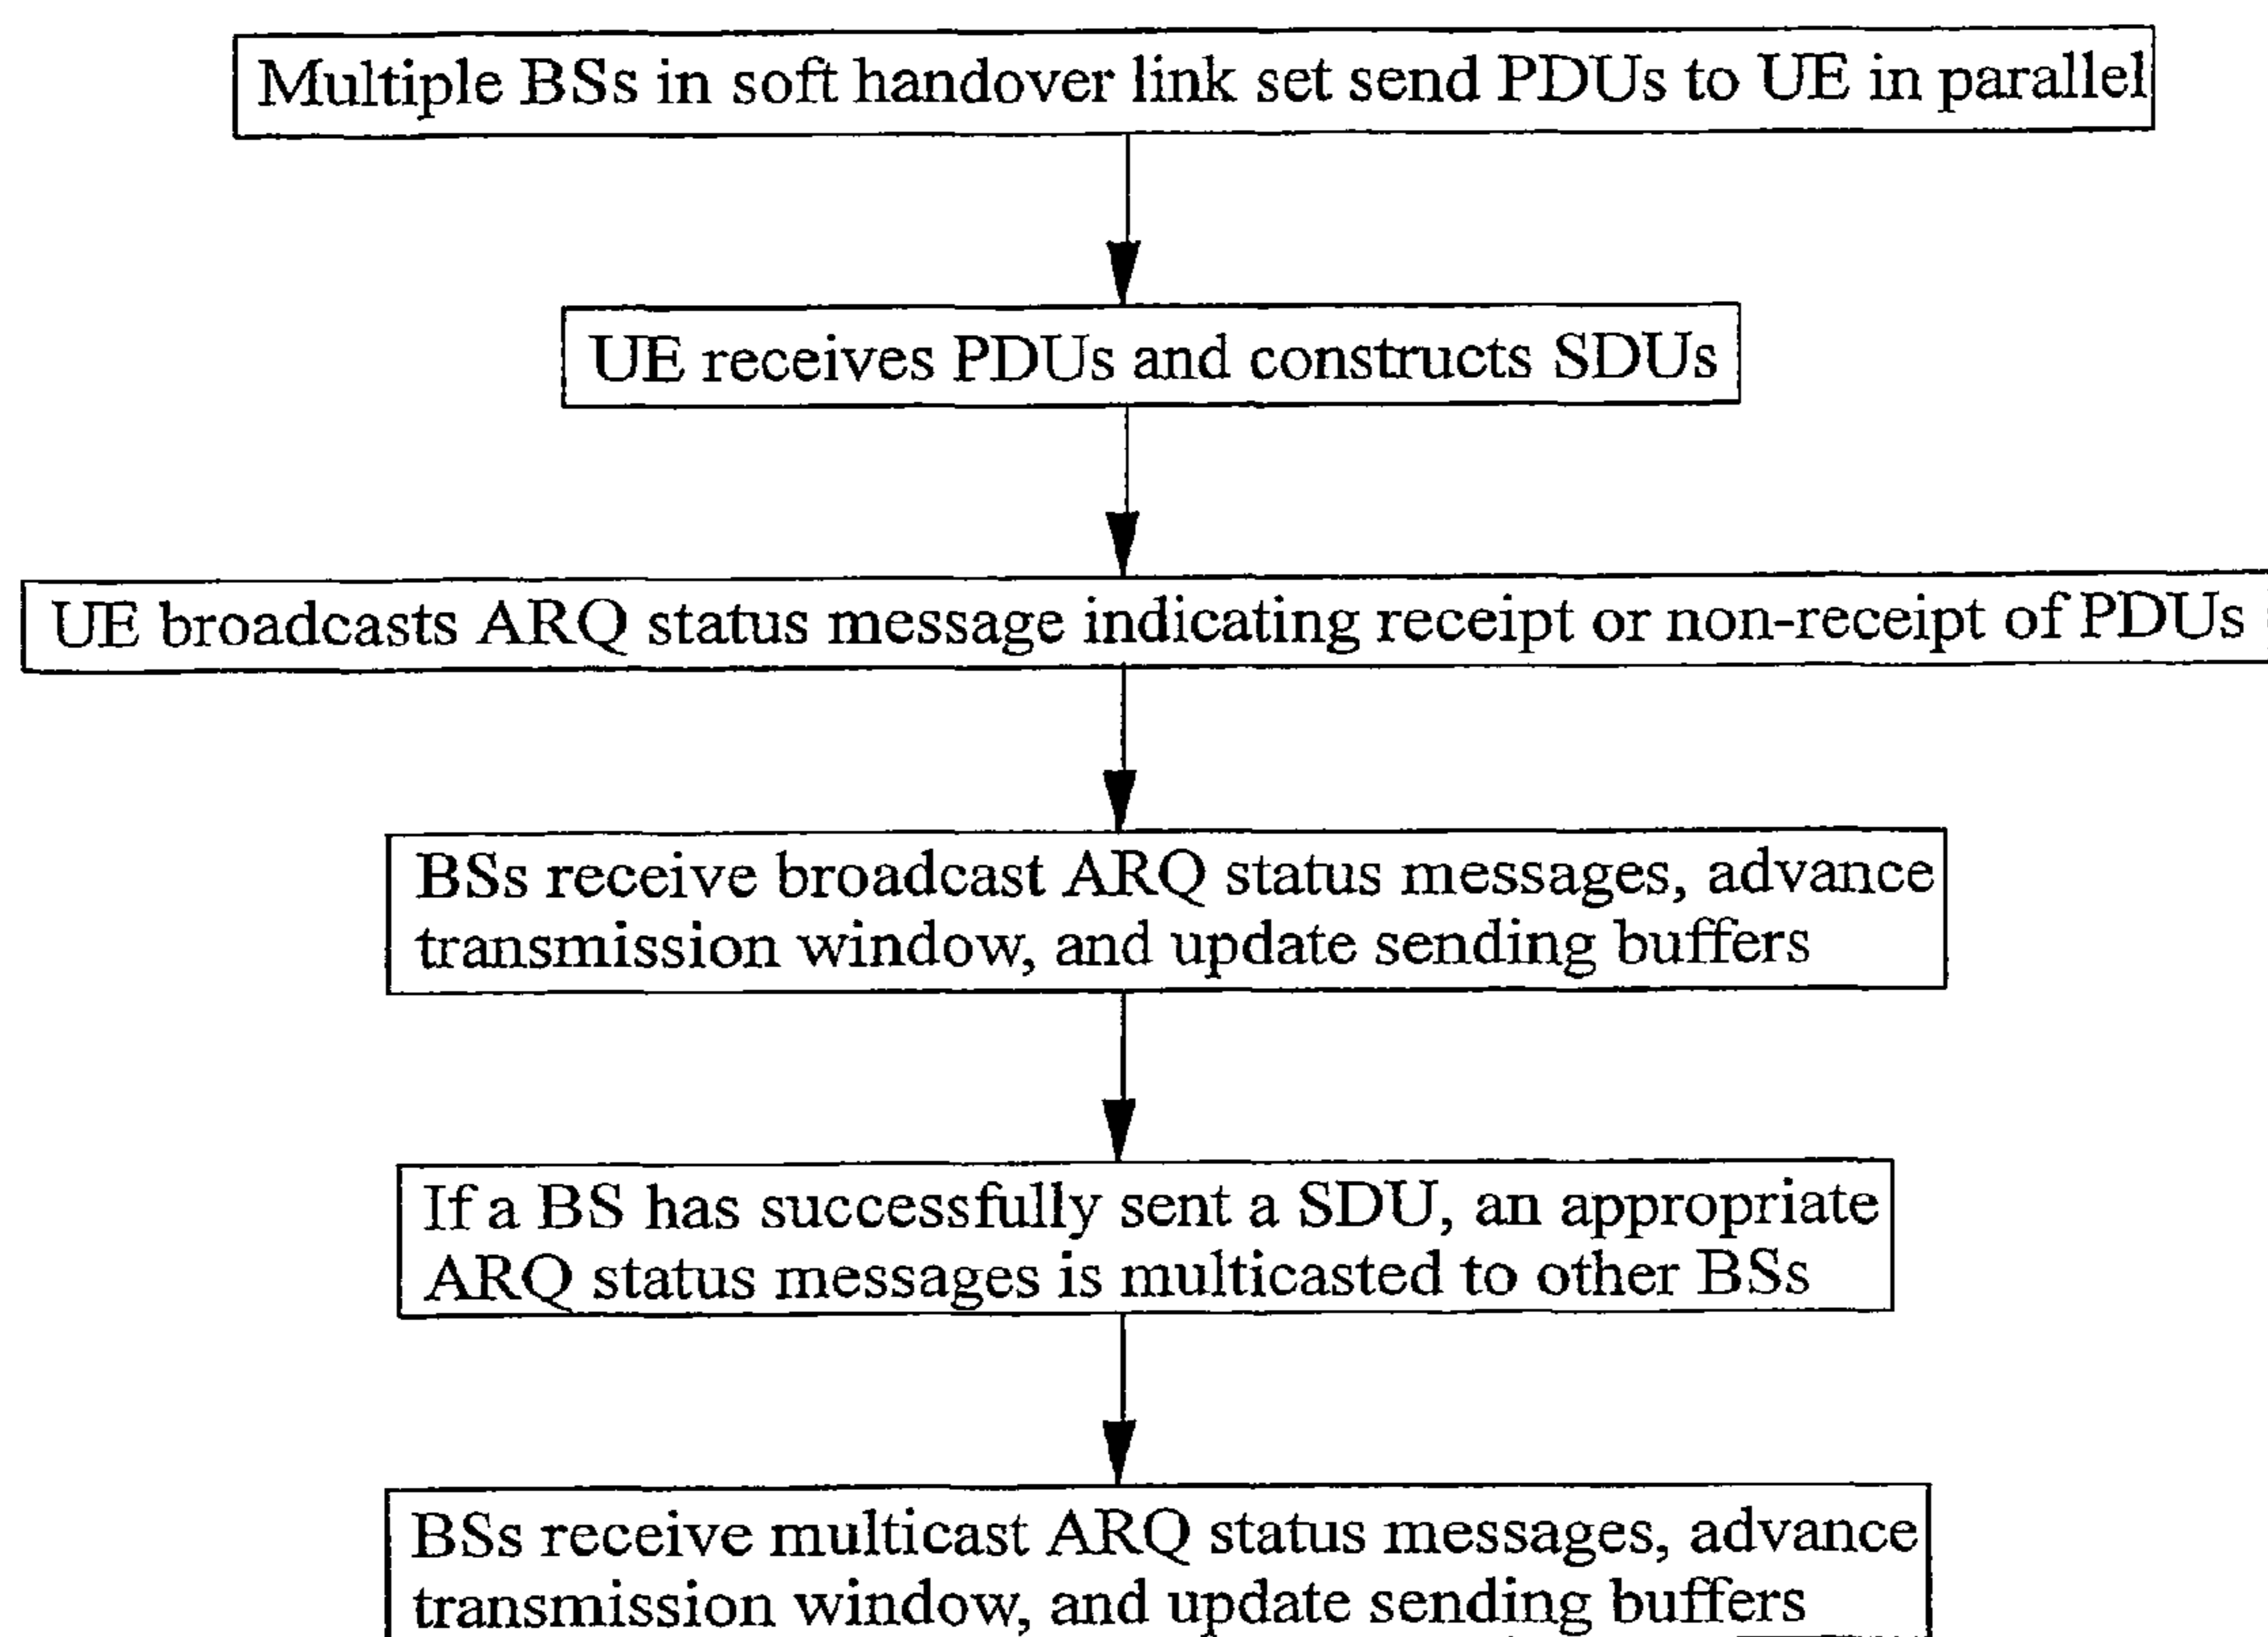 Multiple BSs in soft handover link set send PDUs to UE in parallel
UE receives PDUs and constructs SDUs
UE broadcasts ARQ status message indicating receipt or non-receipt of PDUs
BSs receive broadcast ARQ status messages, advance
transmission window, and update sending buffers
If a BS has successfully sent a SDU, an appropriate
ARQ status messages is multicasted to other BSs
BSs receive multicast ARQ status messages, advance
transmission window, and update sending buffers